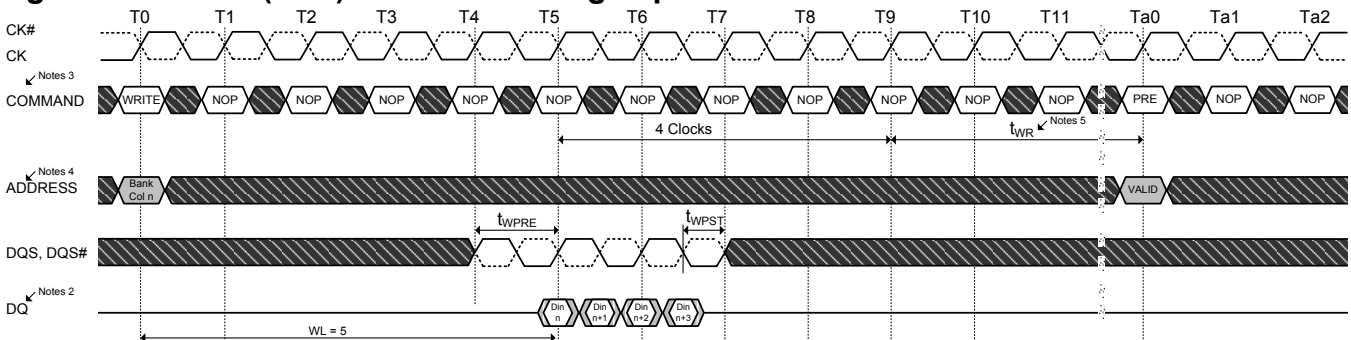 T0 T1 T2 T3 T4 T5 T6 T7 T8 T9 T10 T11 Ta0 Ta1 Ta2
CK#
CK
Notes 3
COMMAND WRITE NOP NOP NOP NOP NOP NOP NOP NOP NOP NOP NOP PRE NOP NOP
4 Clocks tWR Notes 5
Notes 4
ADDRESS Bank Col n VALID
tWPRE tWPST
DQS, DQS#
Notes 2
DQ Din n Din n+1 Din n+2 Din n+3
WL = 5